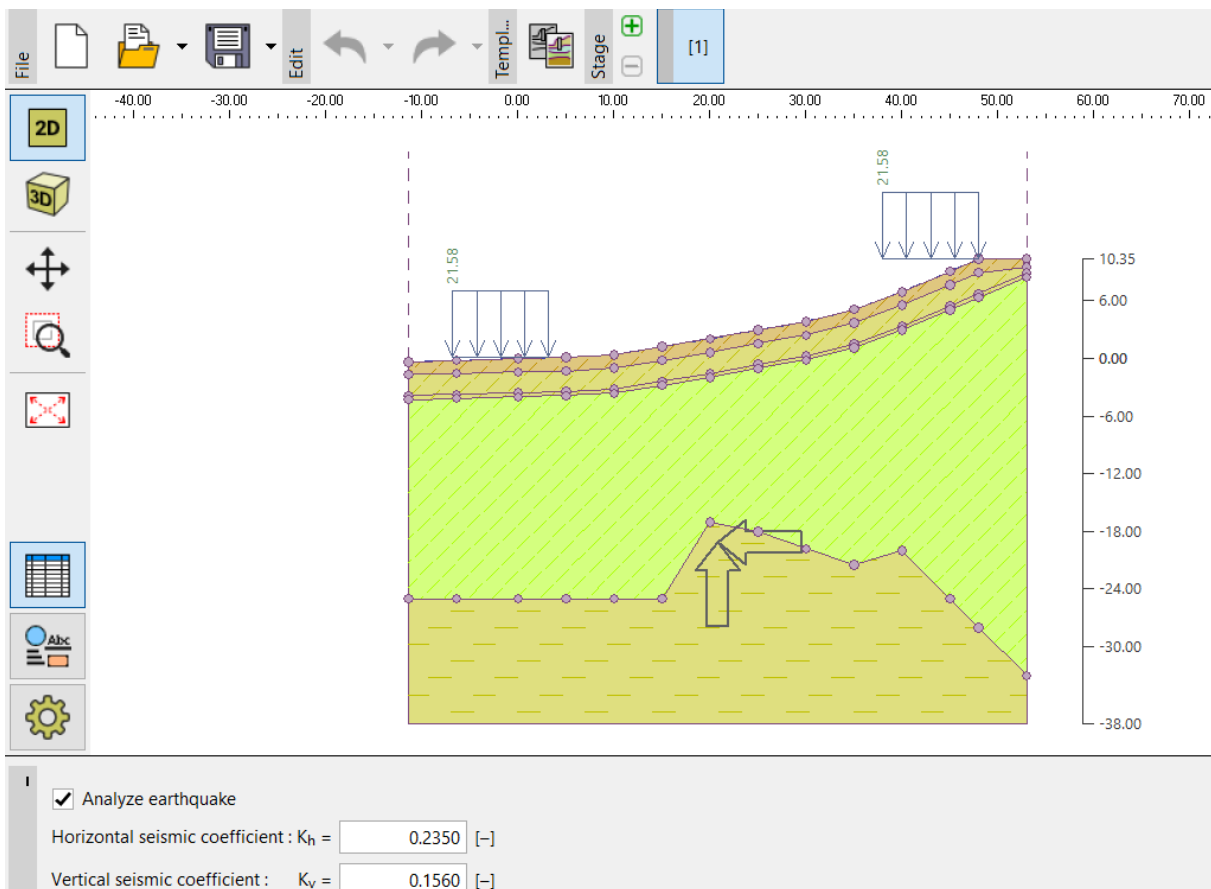 File
Edit
Templ...
Stage
[1]
2D
-40.00 -30.00 -20.00 -10.00 0.00 10.00 20.00 30.00 40.00 50.00 60.00 70.00
3D
21.58
21.58
10.35
6.00
0.00
-6.00
-12.00
-18.00
-24.00
-30.00
-38.00
Abc
Analyze earthquake
Horizontal seismic coefficient : Kh = 0.2350 [–]
Vertical seismic coefficient : Kv = 0.1560 [–]